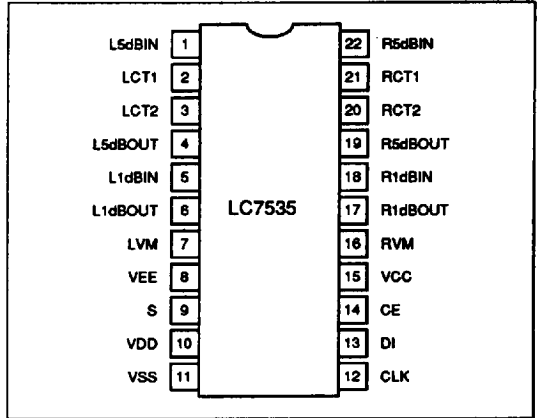 L5dBIN 1 22 R5dBIN
LCT1 2 21 RCT1
LCT2 3 20 RCT2
L5dBOUT 4 19 R5dBOUT
L1dBIN 5 18 R1dBIN
L1dBOUT 6 LC7535 17 R1dBOUT
LVM 7 16 RVM
VEE 8 15 VCC
S 9 14 CE
VDD 10 13 DI
VSS 11 12 CLK